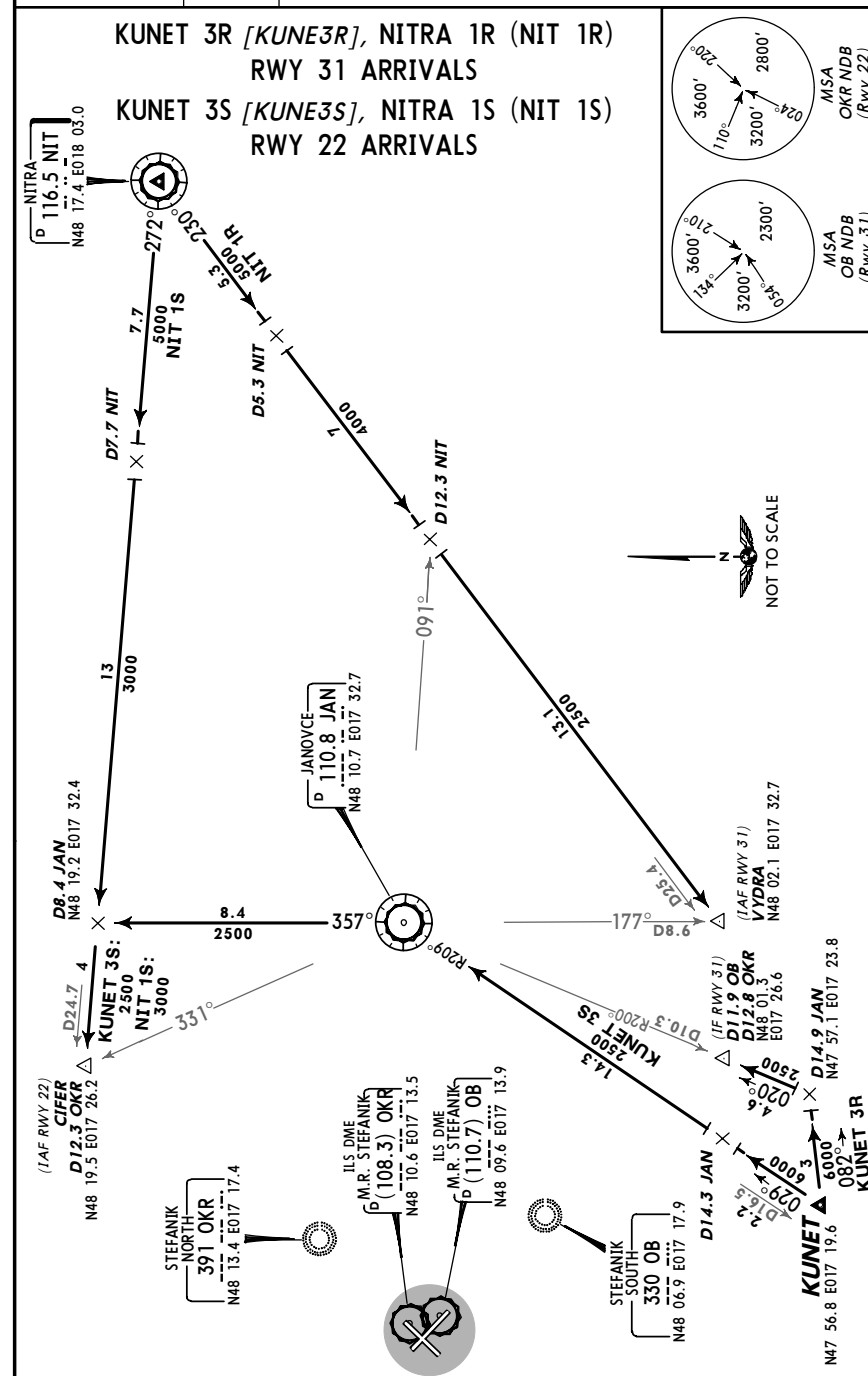 KUNET 3R [KUNE3R], NITRA 1R (NIT 1R)
RWY 31 ARRIVALS
KUNET 3S [KUNE3S], NITRA 1S (NIT 1S)
RWY 22 ARRIVALS
220°
2800'
3600'
110°
3200'
024°
MSA
OKR NDB
(Rwy 22)
210°
3600'
2300'
134°
3200'
054°
MSA
OB NDB
(Rwy 31)
NITRA
D 116.5 NIT
N48 17.4 E018 03.0
272°
230°
7.7
5000
NIT 1S
5.3
5000
NIT 1R
D7.7 NIT
D5.3 NIT
7
4000
D12.3 NIT
091°
13
3000
13.1
2500
N
NOT TO SCALE
JANOVCE
D 110.8 JAN
N48 10.7 E017 32.7
D8.4 JAN
N48 19.2 E017 32.4
8.4
2500
357°
R209°
177°
D8.6
D25.4
(IAF RWY 31)
VYDRA
N48 02.1 E017 32.7
4
D24.7
KUNET 3S:
2500
NIT 1S:
3000
331°
(IAF RWY 22)
CIFER
D12.3 OKR
N48 19.5 E017 26.2
D10.3 R200°
(IF RWY 31)
D11.9 OB
D12.8 OKR
N48 01.3
E017 26.6
KUNET 3S
2500
14.3
D14.9 JAN
N47 57.1 E017 23.8
2500
020°
4.6
STEFANIK
NORTH
391 OKR
N48 13.4 E017 17.4
ILS DME
M.R. STEFANIK
D (108.3) OKR
N48 10.6 E017 13.5
ILS DME
M.R. STEFANIK
D (110.7) OB
N48 09.6 E017 13.9
STEFANIK
SOUTH
330 OB
N48 06.9 E017 17.9
D14.3 JAN
6000
029°
2.2
D16.5
3
6000
082°
KUNET 3R
KUNET
N47 56.8 E017 19.6